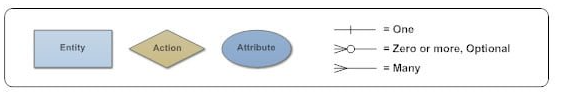 Entity
Action
Attribute
= One
= Zero or more, Optional
= Many